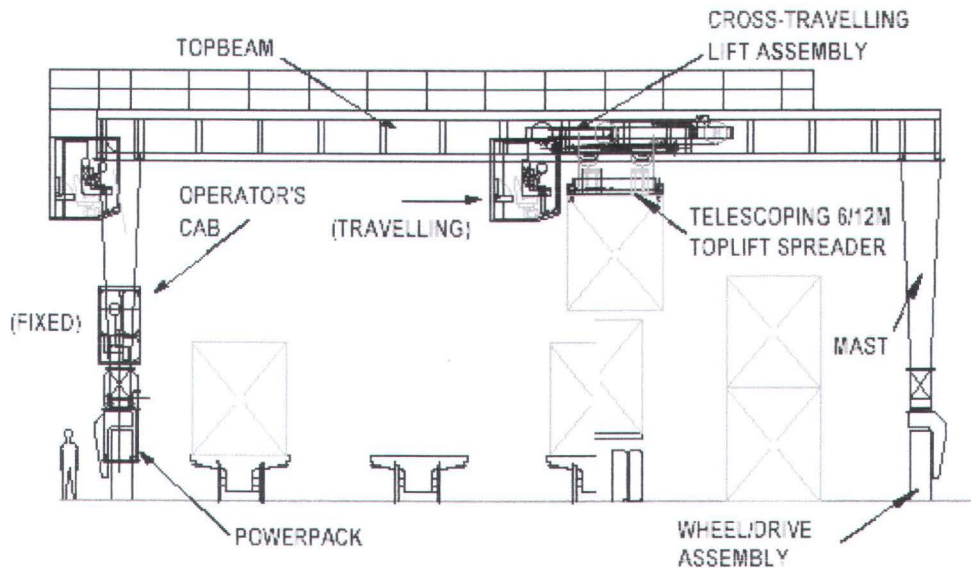 CROSS-TRAVELLING
LIFT ASSEMBLY
TOPBEAM
OPERATOR'S
CAB
(TRAVELLING)
TELESCOPING 6/12M
TOPLIFT SPREADER
(FIXED)
MAST
POWERPACK
WHEEL/DRIVE
ASSEMBLY